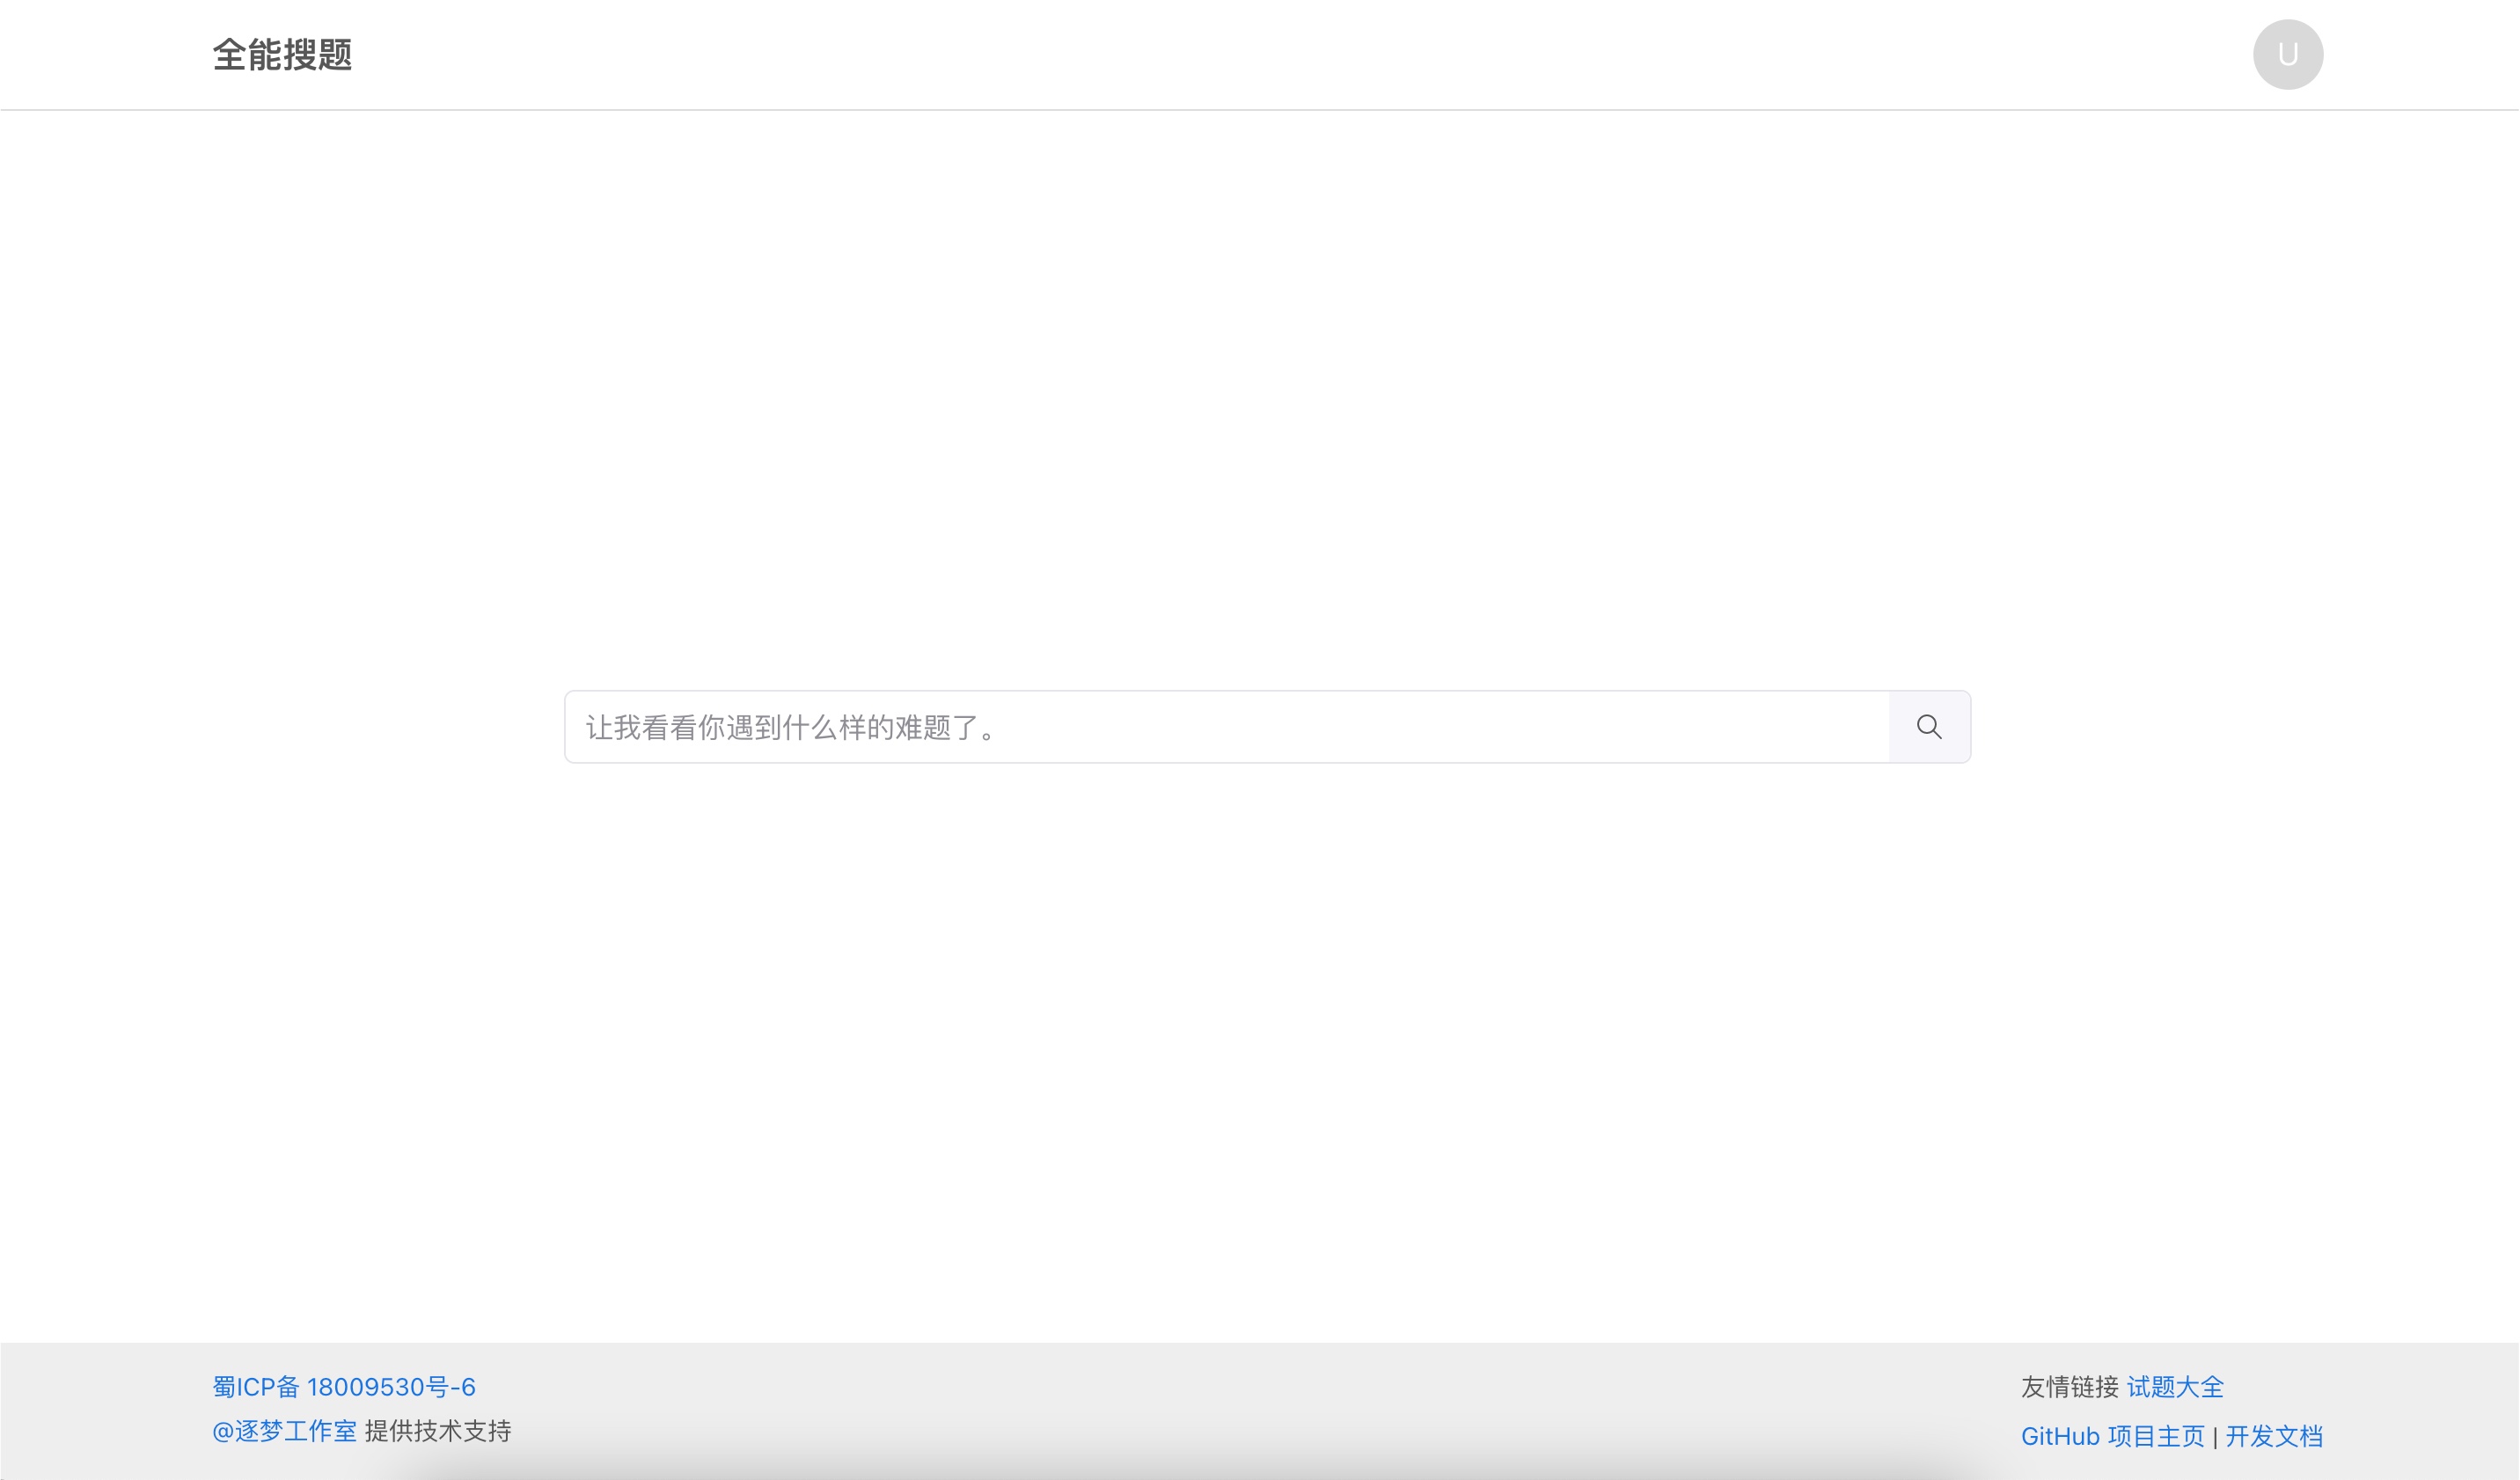 全能搜题
U
让我看看你遇到什么样的难题了。
蜀ICP备 18009530号-6
@逐梦工作室 提供技术支持
友情链接 试题大全
GitHub 项目主页 | 开发文档